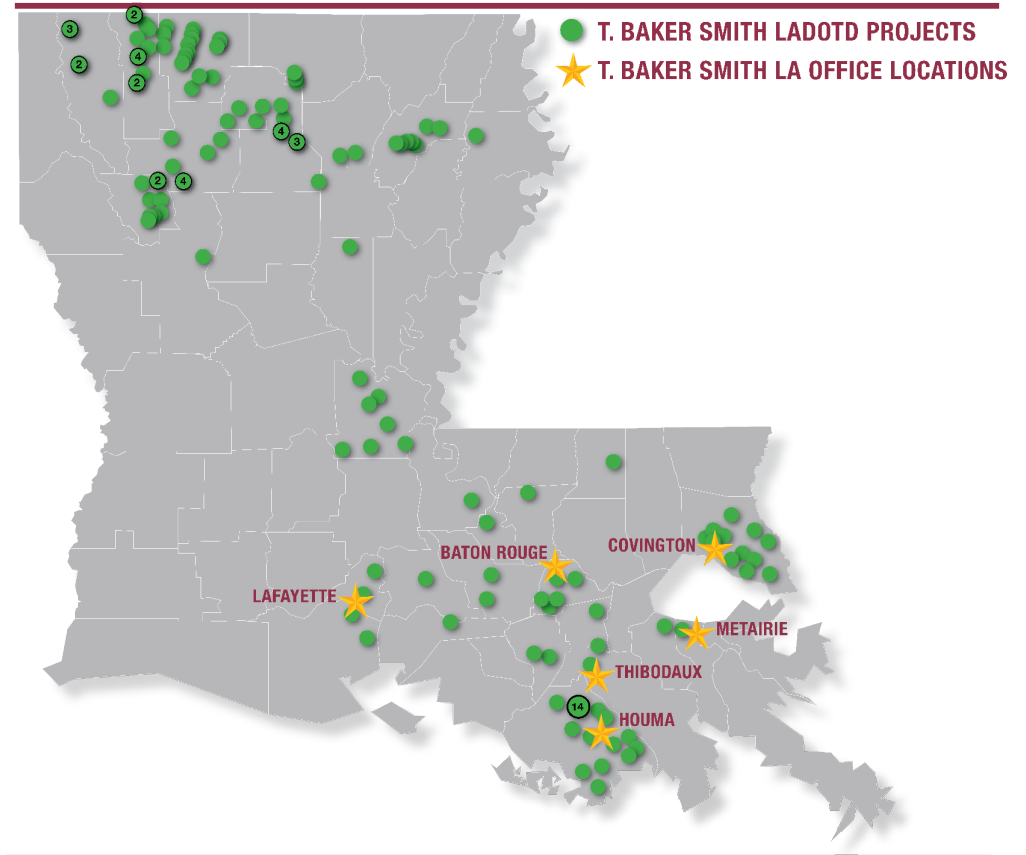 T. BAKER SMITH LADOTD PROJECTS
T. BAKER SMITH LA OFFICE LOCATIONS
2
3
4
2
2
4
3
2
4
COVINGTON
BATON ROUGE
LAFAYETTE
METAIRIE
THIBODAUX
14
HOUMA